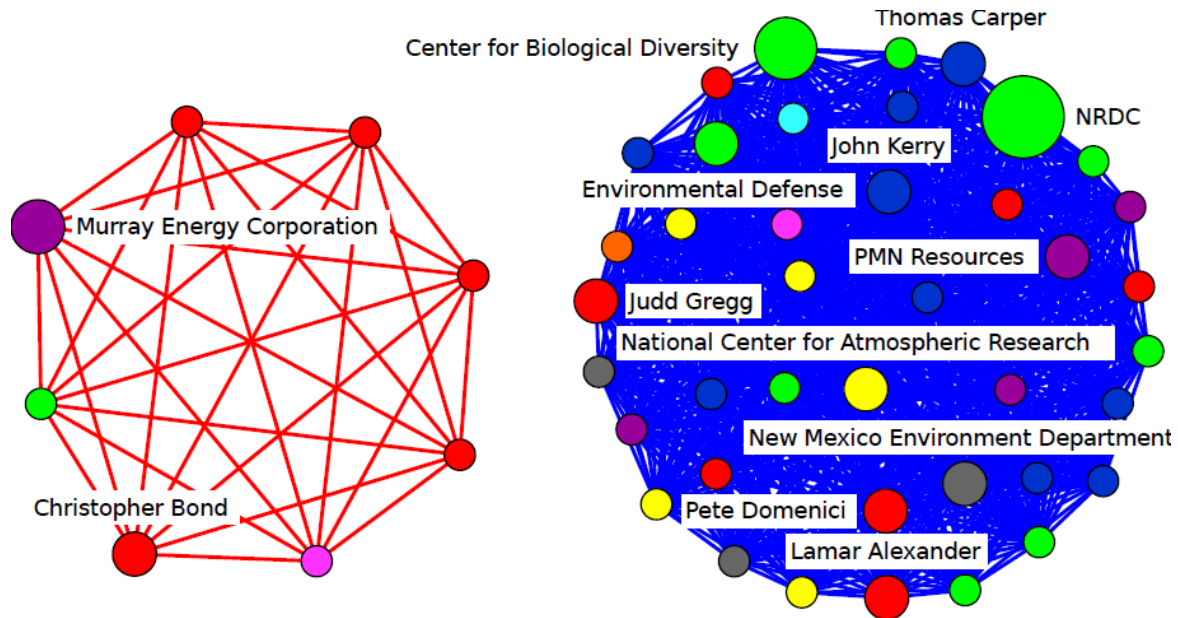 Thomas Carper
Center for Biological Diversity
NRDC
John Kerry
Environmental Defense
Murray Energy Corporation
PMN Resources
Judd Gregg
National Center for Atmospheric Research
New Mexico Environment Department
Christopher Bond
Pete Domenici
Lamar Alexander